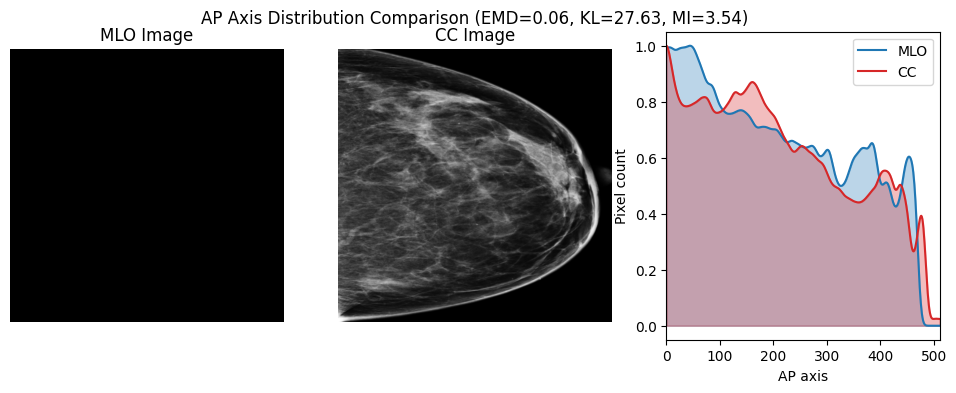 AP Axis Distribution Comparison (EMD=0.06, KL=27.63, MI=3.54)
MLO Image
CC Image
MLO
CC
Pixel count
1.0
0.8
0.6
0.4
0.2
0.0
0 100 200 300 400 500
AP axis